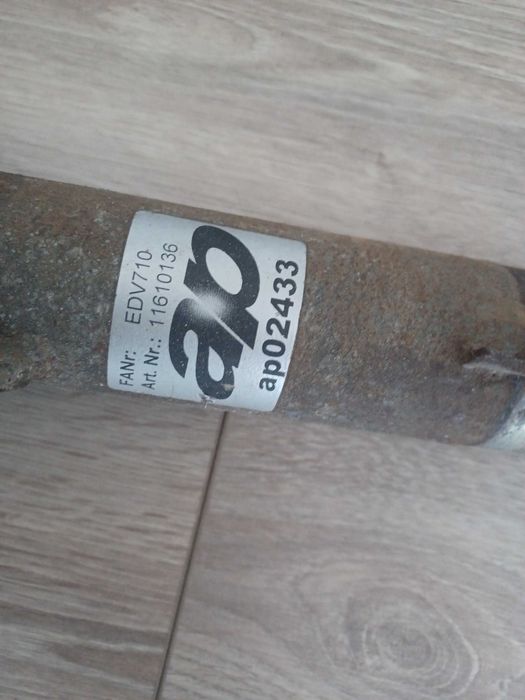 FANr: EDV710
Art. Nr.: 11610136
ap
ap02433